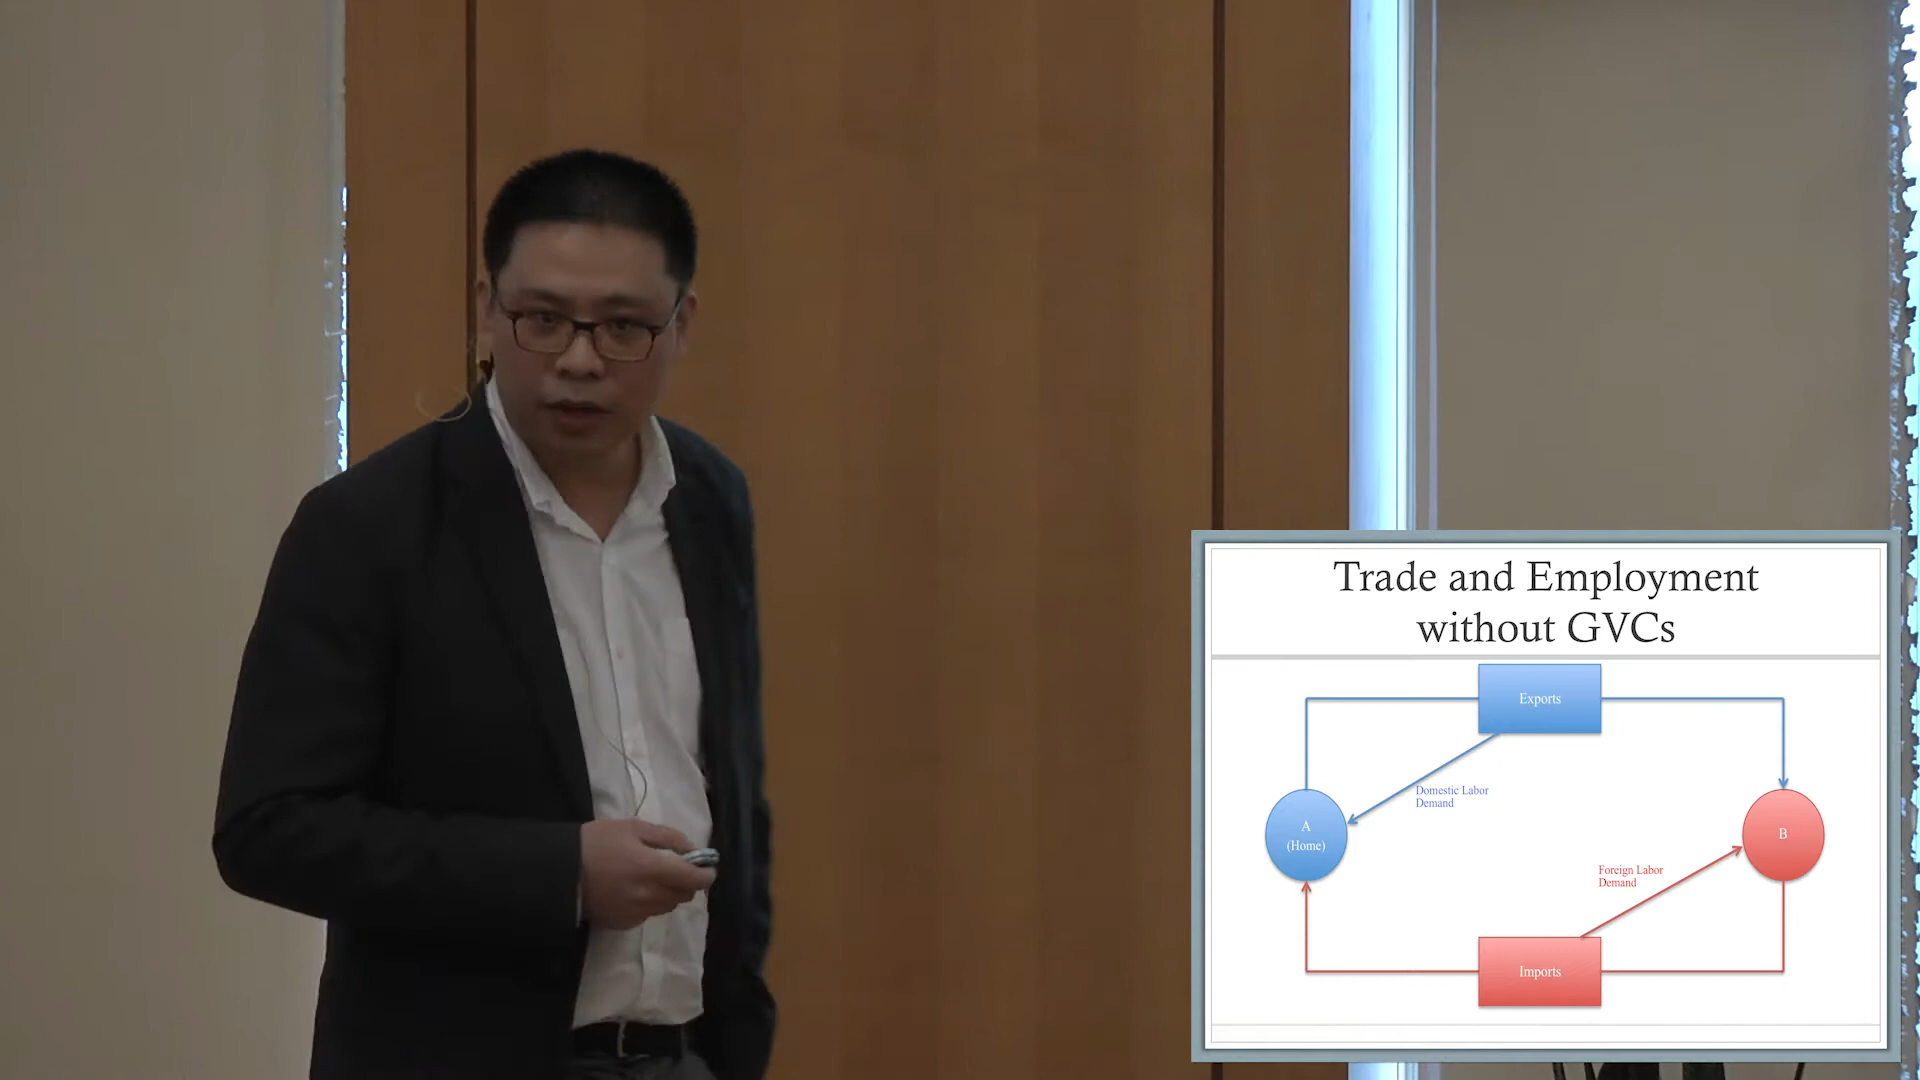 Trade and Employment
without GVCs
Exports
Domestic Labor
Demand
A
(Home)
B
Foreign Labor
Demand
Imports